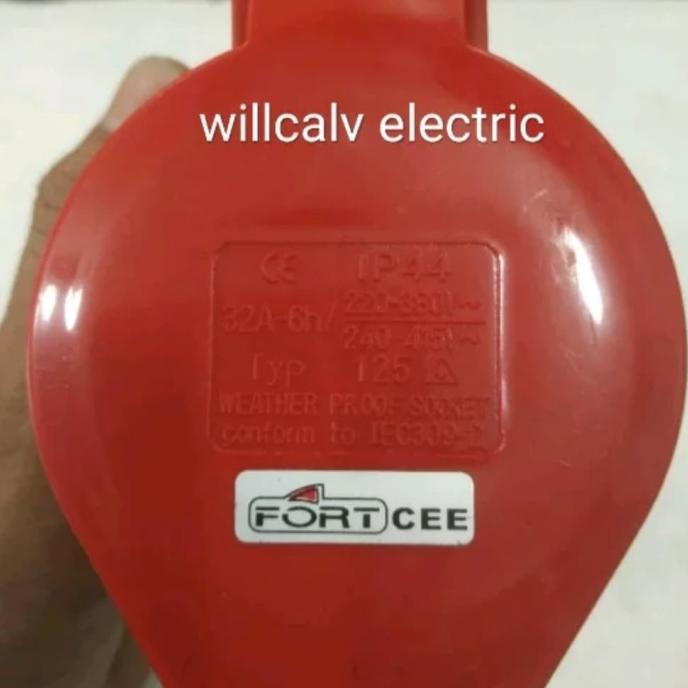 willcalv electric
CE IP44
32A-6h/ 220-380V~
240-415V~
Typ 125
WEATHER PROOF SOCKET
conform to IEC309-2
FORT CEE